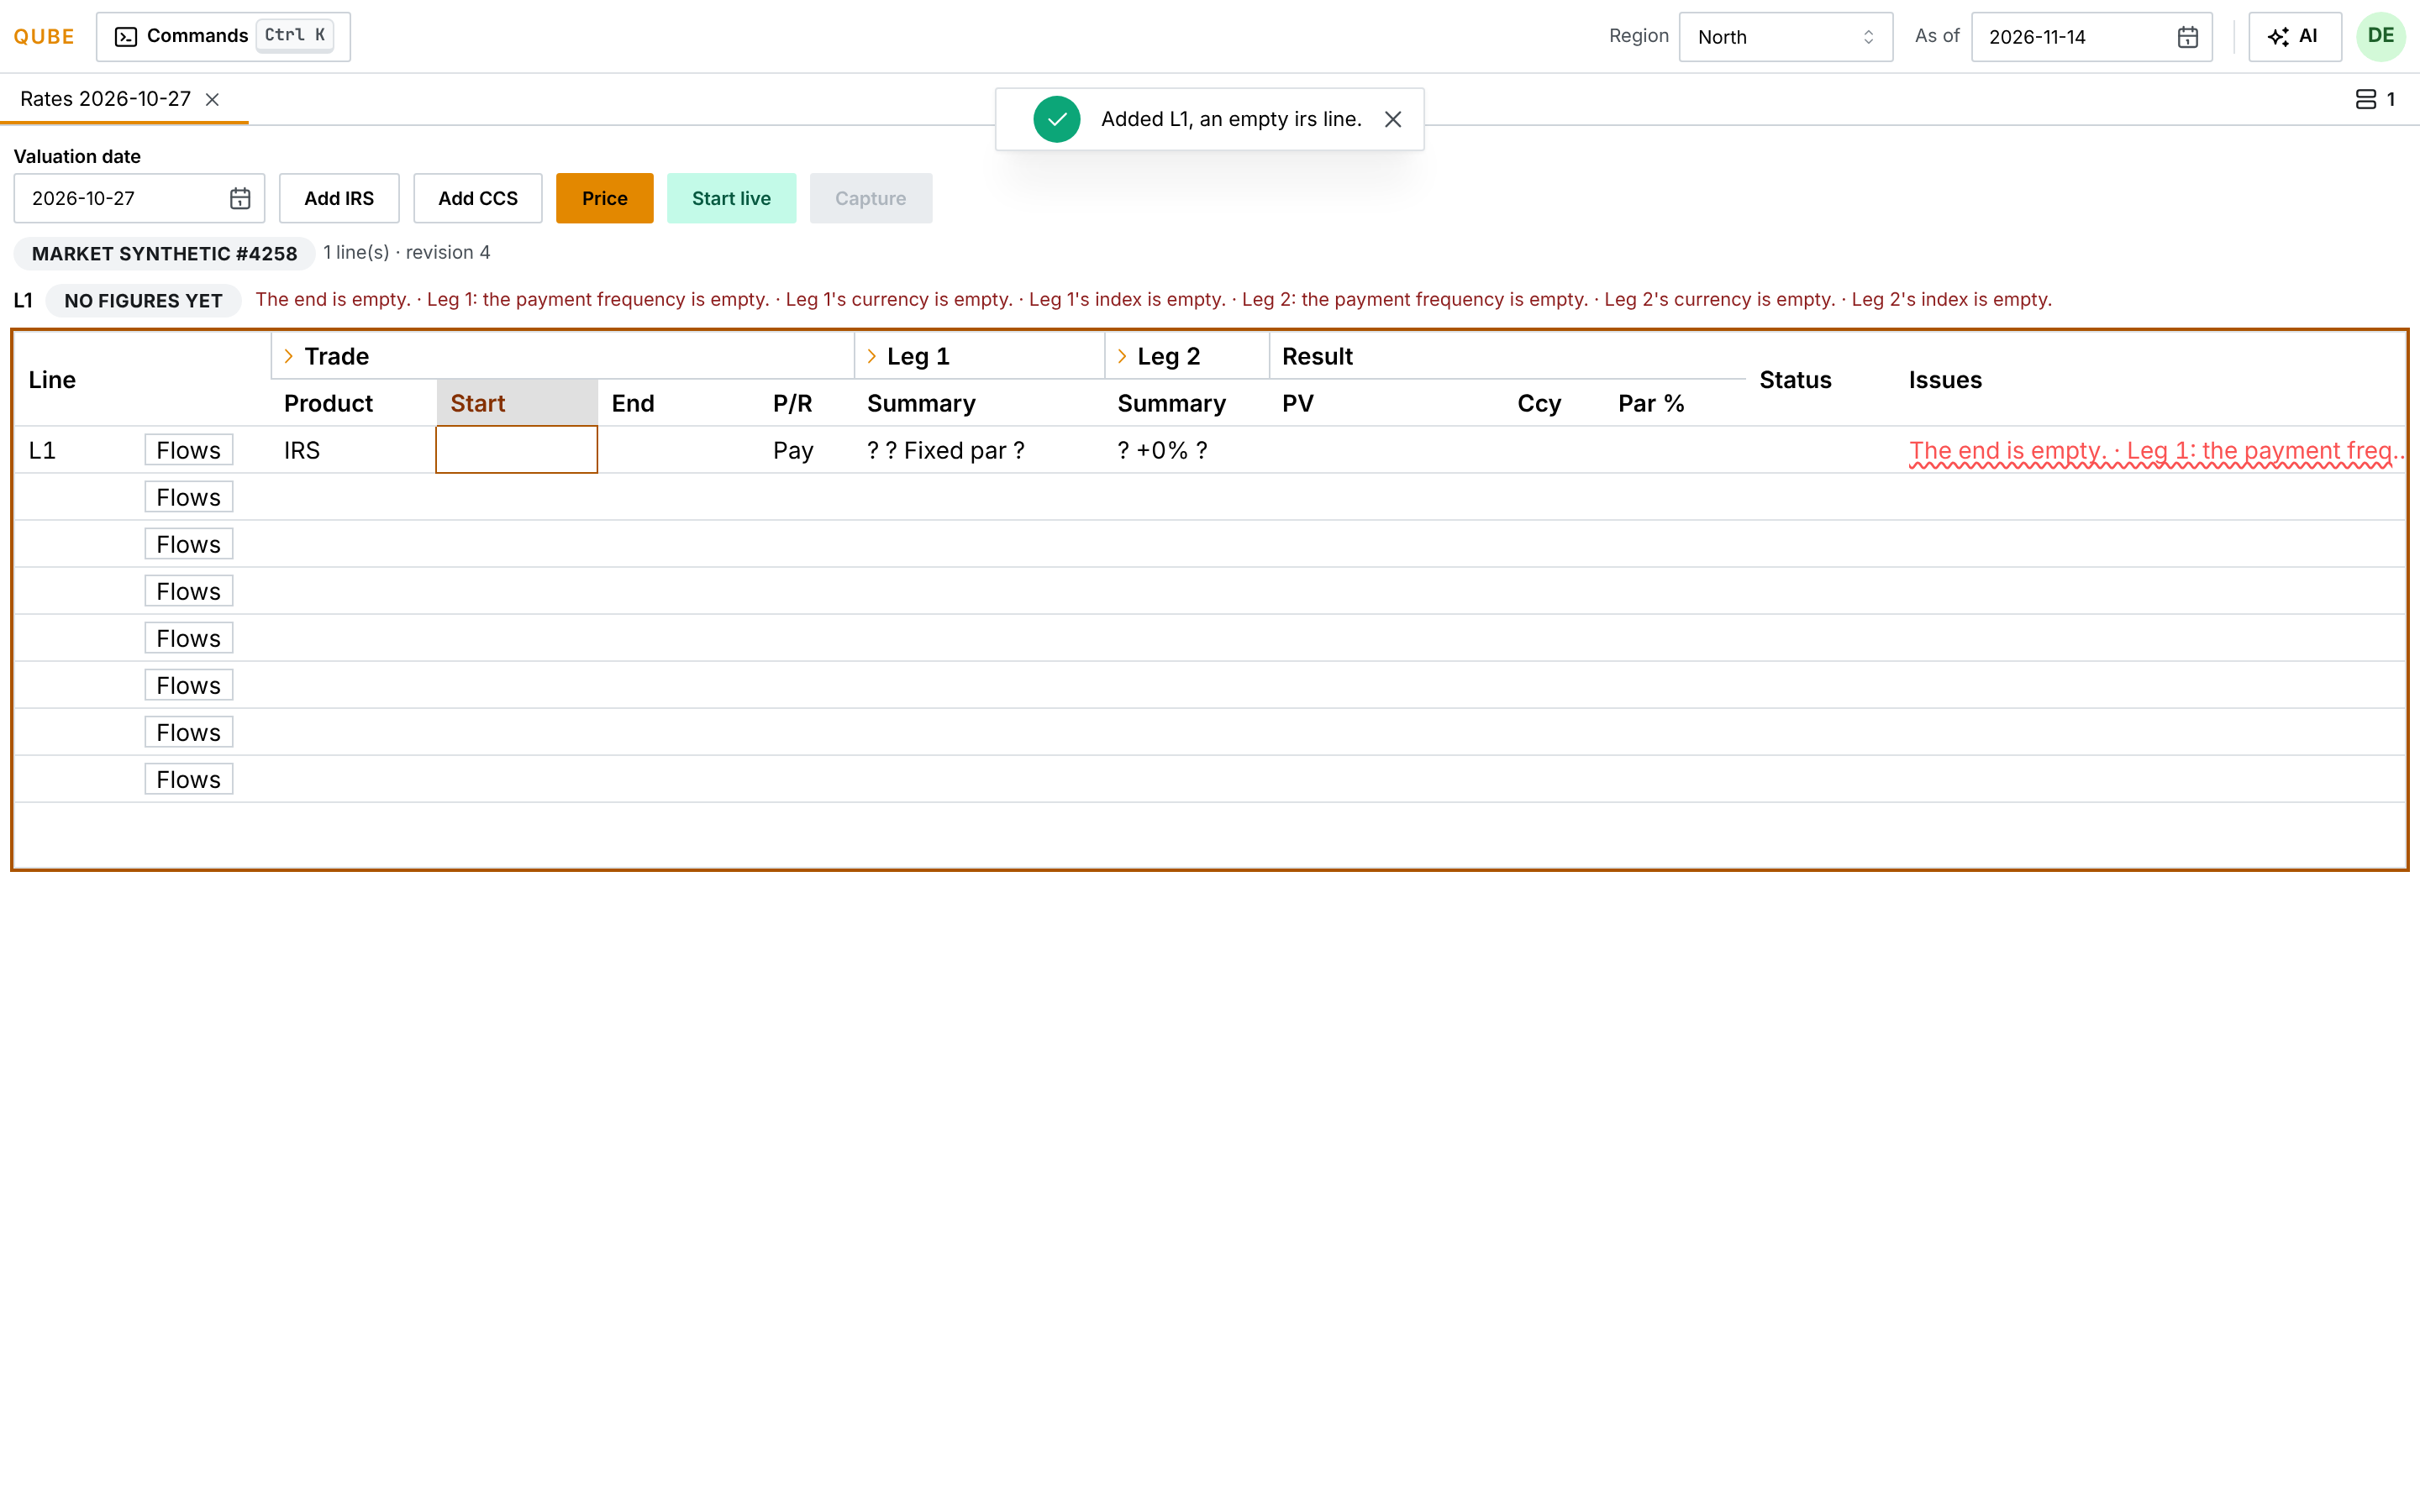 QUBE Commands Ctrl K Region North As of 2026-11-14 AI DE
Rates 2026-10-27 1
Added L1, an empty irs line.
Valuation date
2026-10-27 Add IRS Add CCS Price Start live Capture
MARKET SYNTHETIC #4258 1 line(s) · revision 4
L1 NO FIGURES YET The end is empty. · Leg 1: the payment frequency is empty. · Leg 1's currency is empty. · Leg 1's index is empty. · Leg 2: the payment frequency is empty. · Leg 2's currency is empty. · Leg 2's index is empty.
Line Trade Leg 1 Leg 2 Result Status Issues
Product Start End P/R Summary Summary PV Ccy Par %
L1 Flows IRS Pay ? ? Fixed par ? ? +0% ? The end is empty. · Leg 1: the payment freq..
Flows
Flows
Flows
Flows
Flows
Flows
Flows